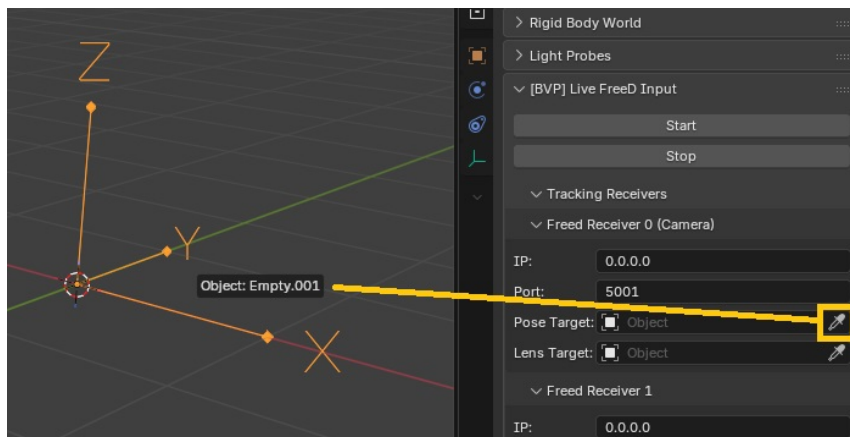 Z
Y
X
Object: Empty.001
Rigid Body World
Light Probes
[BVP] Live FreeD Input
Start
Stop
Tracking Receivers
Freed Receiver 0 (Camera)
IP: 0.0.0.0
Port: 5001
Pose Target: Object
Lens Target: Object
Freed Receiver 1
IP: 0.0.0.0